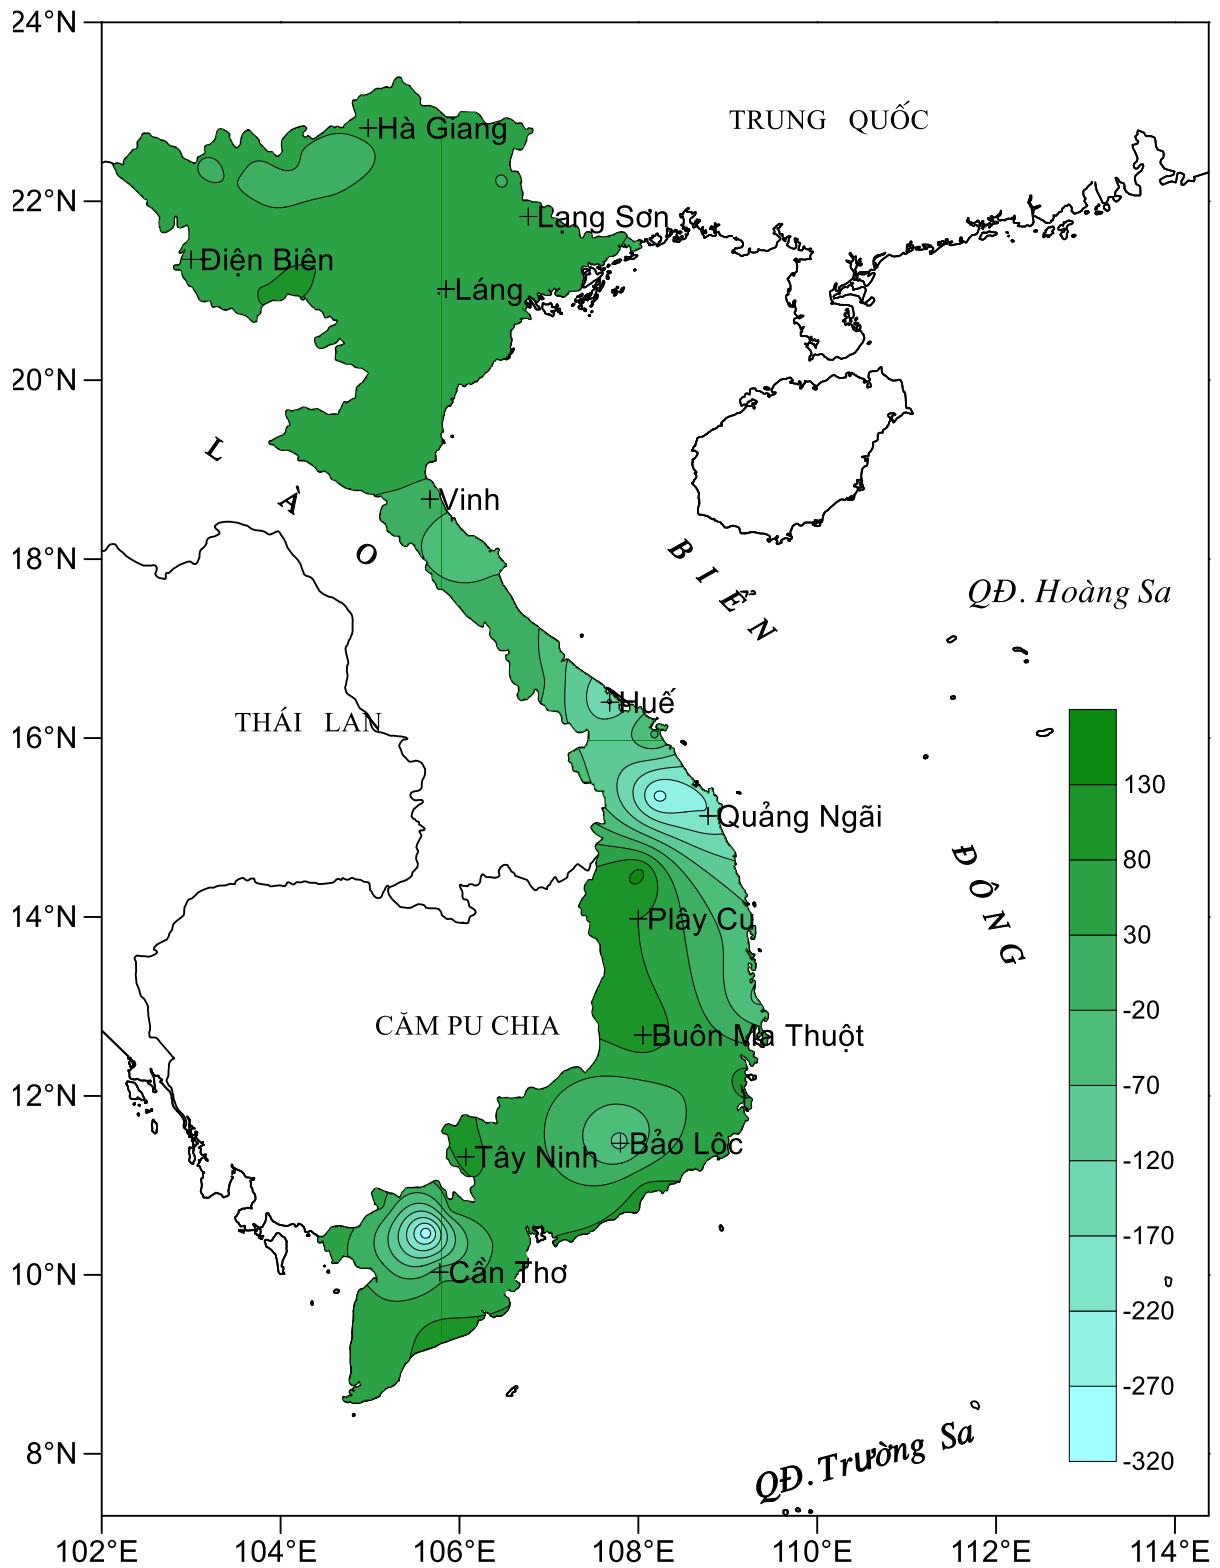 24°N
22°N
20°N
18°N
16°N
14°N
12°N
10°N
8°N
102°E
104°E
106°E
108°E
110°E
112°E
114°E
TRUNG QUỐC
Hà Giang
Lạng Sơn
Điện Biên
Láng
LÀO
Vinh
BIỂN
QĐ. Hoàng Sa
Huế
THÁI LAN
Quảng Ngãi
ĐÔNG
Plây Cu
CĂM PU CHIA
Buôn Ma Thuột
Bảo Lộc
Tây Ninh
Cần Thơ
QĐ. Trường Sa
130
80
30
-20
-70
-120
-170
-220
-270
-320